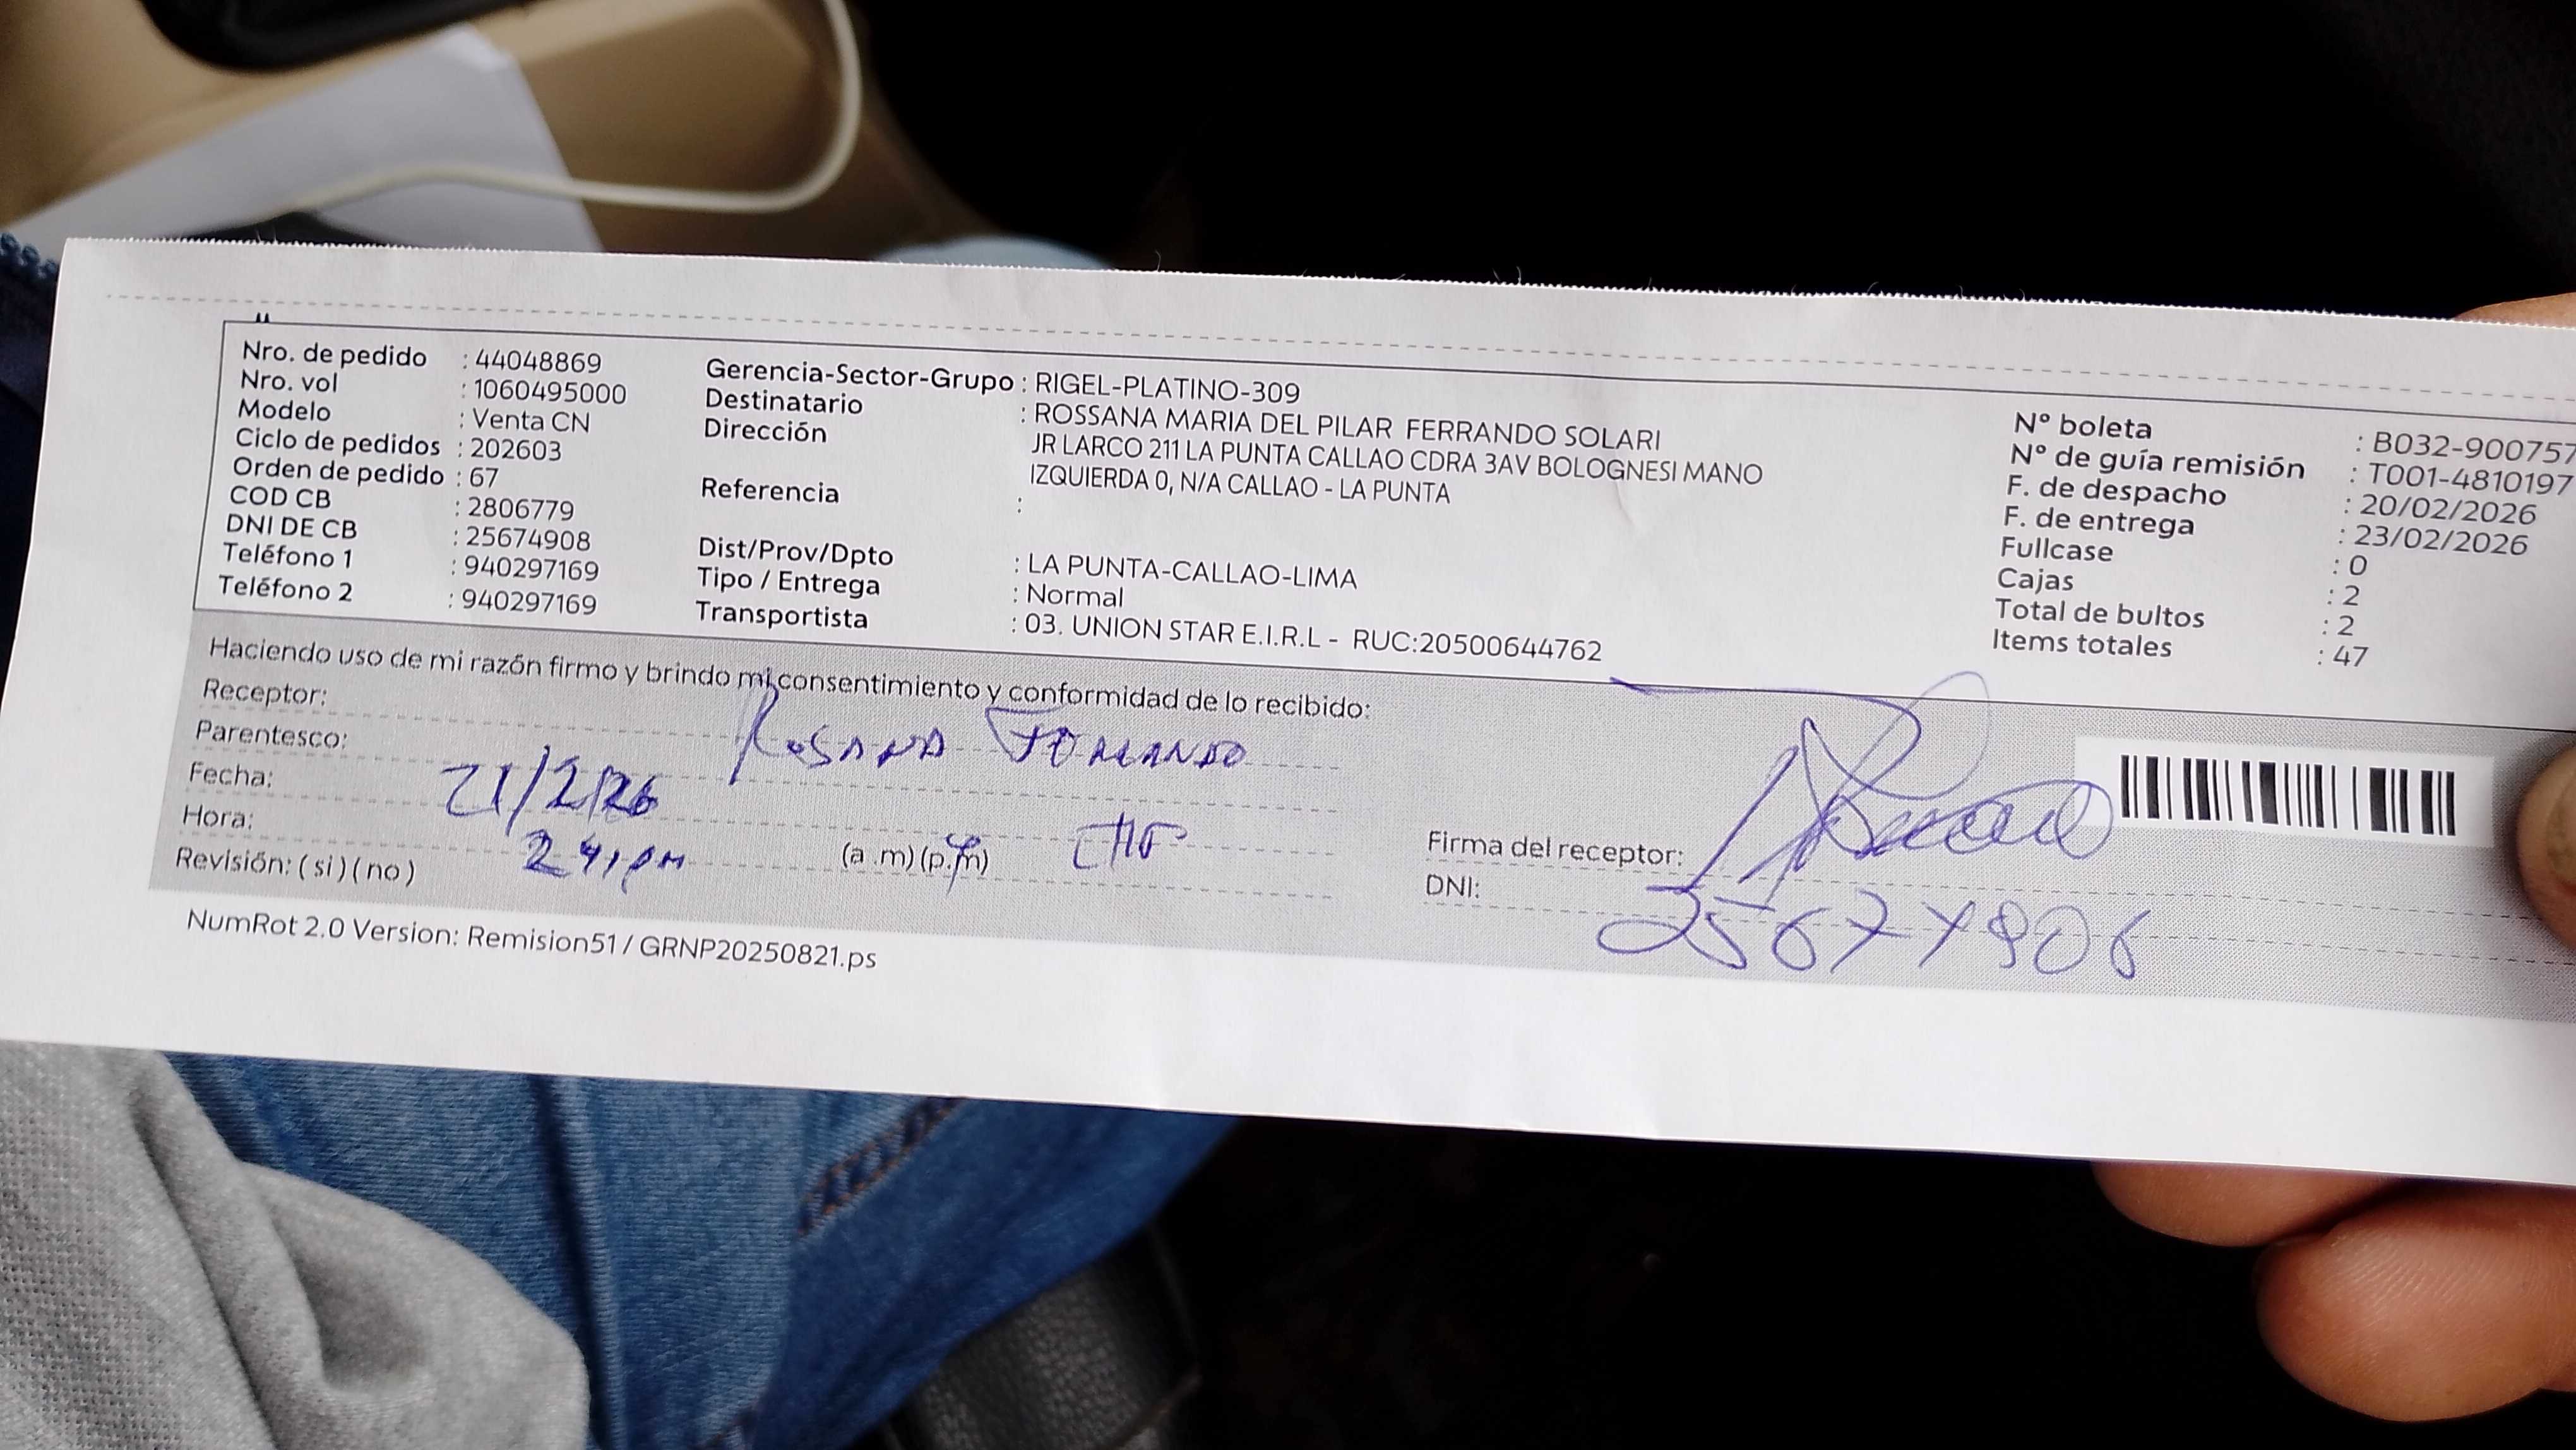 Nro. de pedido : 44048869
Nro. vol : 1060495000
Modelo : Venta CN
Ciclo de pedidos : 202603
Orden de pedido : 67
COD CB : 2806779
DNI DE CB : 25674908
Teléfono 1 : 940297169
Teléfono 2 : 940297169
Gerencia-Sector-Grupo : RIGEL-PLATINO-309
Destinatario : ROSSANA MARIA DEL PILAR FERRANDO SOLARI
Dirección JR LARCO 211 LA PUNTA CALLAO CDRA 3AV BOLOGNESI MANO
IZQUIERDA 0, N/A CALLAO - LA PUNTA
Referencia :
Dist/Prov/Dpto : LA PUNTA-CALLAO-LIMA
Tipo / Entrega : Normal
Transportista : 03. UNION STAR E.I.R.L - RUC:20500644762
N° boleta : B032-900757
N° de guía remisión : T001-4810197
F. de despacho : 20/02/2026
F. de entrega : 23/02/2026
Fullcase : 0
Cajas : 2
Total de bultos : 2
Items totales : 47
Haciendo uso de mi razón firmo y brindo mi consentimiento y conformidad de lo recibido:
Receptor:
Parentesco:
Fecha: 21/2/26
Hora: (a .m) (p.m)
Revisión: ( si ) ( no )
Firma del receptor:
DNI:
NumRot 2.0 Version: Remision51 / GRNP20250821.ps